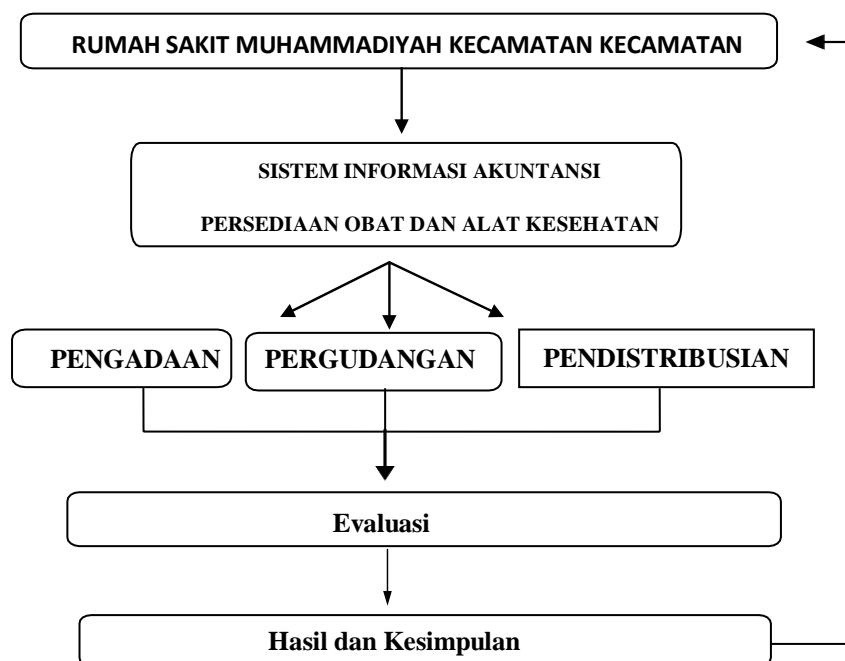 RUMAH SAKIT MUHAMMADIYAH KECAMATAN KECAMATAN
SISTEM INFORMASI AKUNTANSI
PERSEDIAAN OBAT DAN ALAT KESEHATAN
PENGADAAN
PERGUDANGAN
PENDISTRIBUSIAN
Evaluasi
Hasil dan Kesimpulan